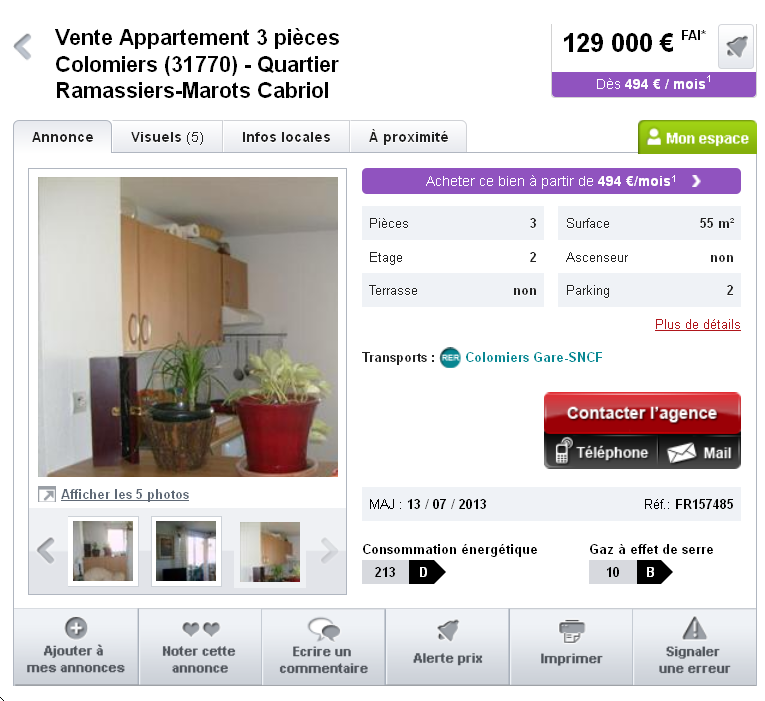 Vente Appartement 3 pièces
Colomiers (31770) - Quartier
Ramassiers-Marots Cabriol
129 000 € FAI*
Dès 494 € / mois¹
Annonce
Visuels (5)
Infos locales
À proximité
Mon espace
Acheter ce bien à partir de 494 €/mois¹
Pièces 3
Surface 55 m²
Etage 2
Ascenseur non
Terrasse non
Parking 2
Plus de détails
Transports : RER Colomiers Gare-SNCF
Contacter l'agence
Téléphone
Mail
Afficher les 5 photos
MAJ : 13 / 07 / 2013
Réf.: FR157485
Consommation énergétique
213 D
Gaz à effet de serre
10 B
Ajouter à
mes annonces
Noter cette
annonce
Ecrire un
commentaire
Alerte prix
Imprimer
Signaler
une erreur